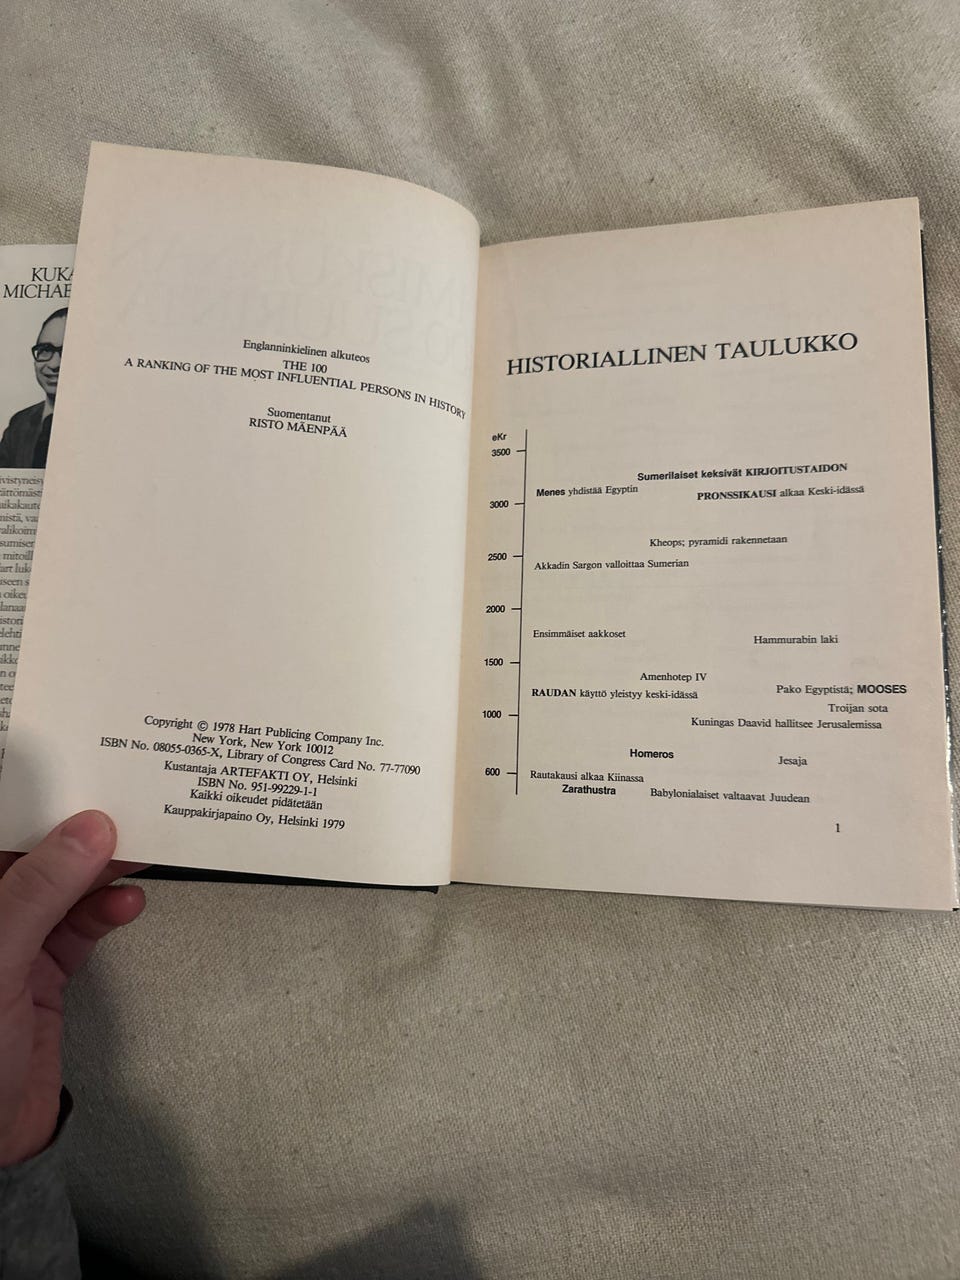 KUKA
MICHAE
Englanninkielinen alkuteos
THE 100
A RANKING OF THE MOST INFLUENTIAL PERSONS IN HISTORY
Suomentanut
RISTO MÄENPÄÄ
Copyright © 1978 Hart Publicing Company Inc.
New York, New York 10012
ISBN No. 08055-0365-X, Library of Congress Card No. 77-77090
Kustantaja ARTEFAKTI OY, Helsinki
ISBN No. 951-99229-1-1
Kaikki oikeudet pidätetään
Kauppakirjapaino Oy, Helsinki 1979
HISTORIALLINEN TAULUKKO
eKr
3500
Sumerilaiset keksivät KIRJOITUSTAIDON
Menes yhdistää Egyptin
PRONSSIKAUSI alkaa Keski-idässä
3000
Kheops; pyramidi rakennetaan
2500
Akkadin Sargon valloittaa Sumerian
2000
Ensimmäiset aakkoset
Hammurabin laki
1500
Amenhotep IV
RAUDAN käyttö yleistyy keski-idässä
Pako Egyptistä; MOOSES
Troijan sota
1000
Kuningas Daavid hallitsee Jerusalemissa
Homeros
Jesaja
600
Rautakausi alkaa Kiinassa
Zarathustra
Babylonialaiset valtaavat Juudean
1